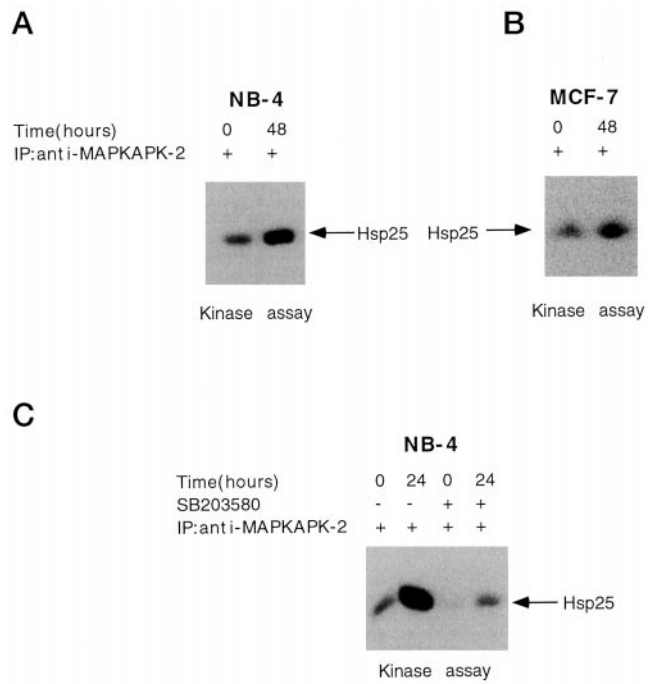 A
NB-4
Time(hours) 0 48
IP:anti-MAPKAPK-2 + +
Hsp25
Kinase assay
B
MCF-7
0 48
+ +
Hsp25
Kinase assay
C
NB-4
Time(hours) 0 24 0 24
SB203580 - - + +
IP:anti-MAPKAPK-2 + + + +
Hsp25
Kinase assay